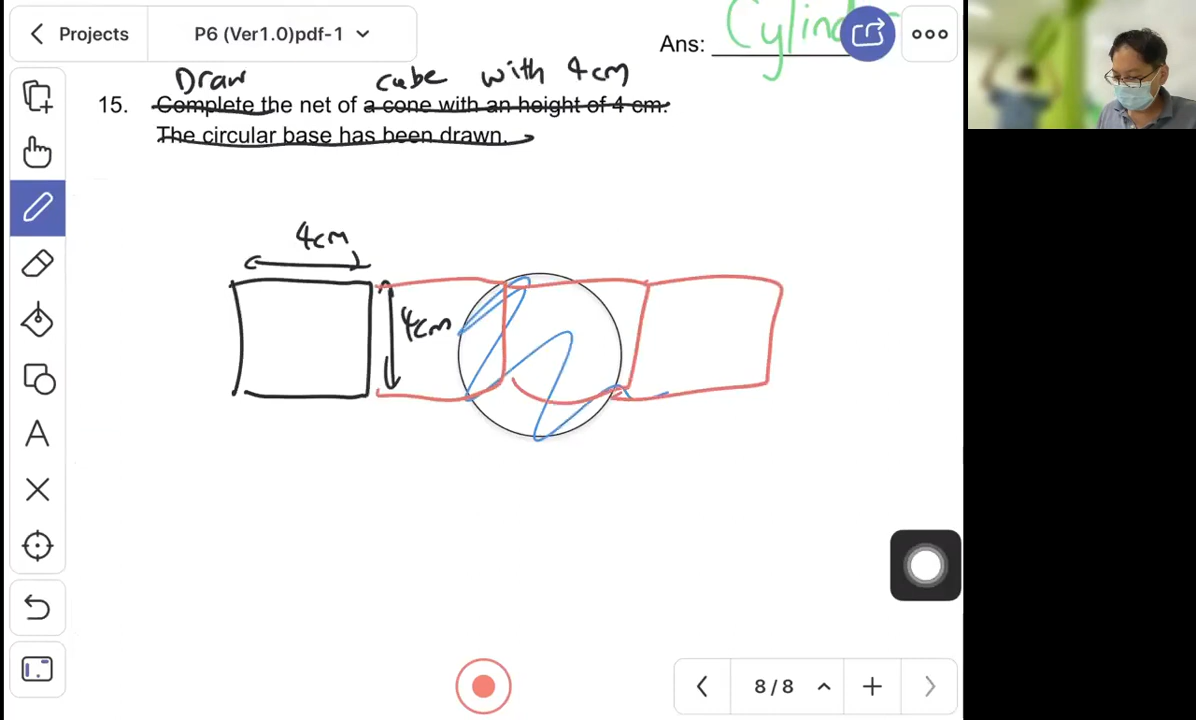 Projects
P6 (Ver1.0)pdf-1
Ans:
Draw cube with 4cm
15. Complete the net of a cone with an height of 4 cm.
The circular base has been drawn.
4cm
4cm
A
8 / 8